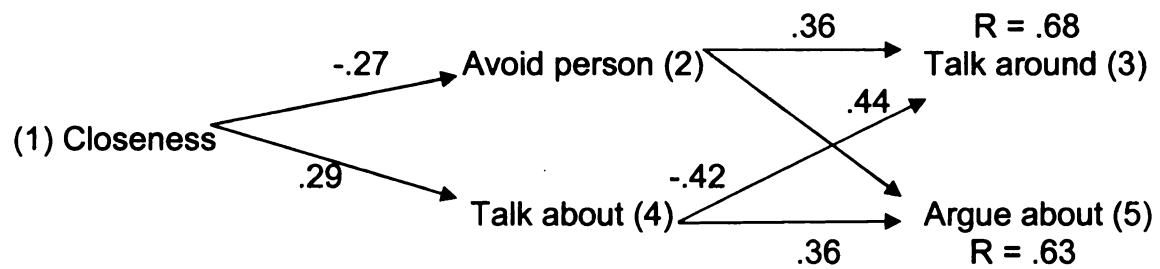 .36
R = .68
-.27
Avoid person (2)
Talk around (3)
.44
(1) Closeness
.29
-.42
Talk about (4)
Argue about (5)
.36
R = .63